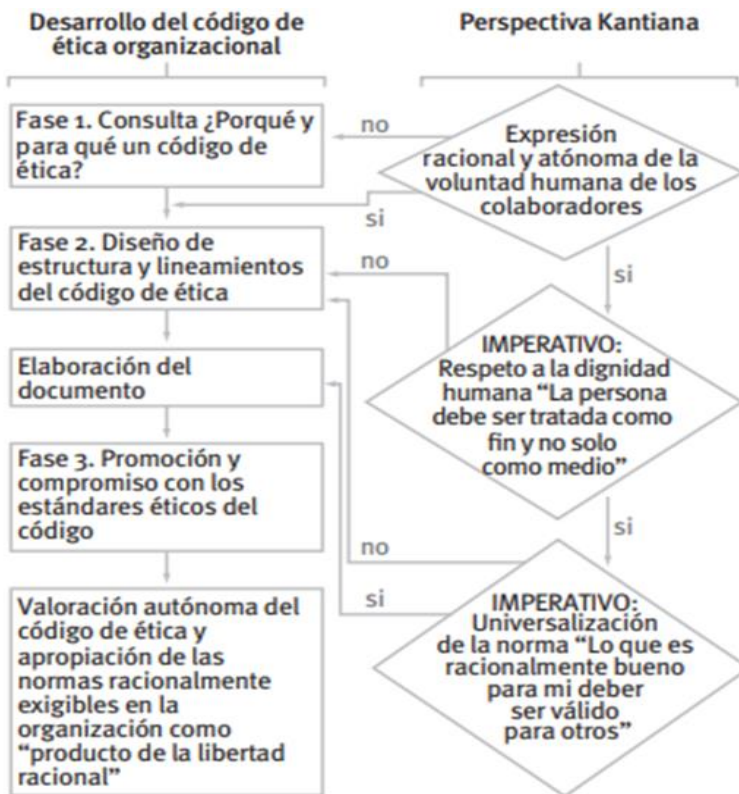 Desarrollo del código de
ética organizacional
Perspectiva Kantiana
Fase 1. Consulta ¿Porqué y
para qué un código de
ética?
no
Expresión
racional y atónoma de la
voluntad humana de los
colaboradores
si
Fase 2. Diseño de
estructura y lineamientos
del código de ética
no
si
IMPERATIVO:
Respeto a la dignidad
humana “La persona
debe ser tratada como
fin y no solo
como medio”
Elaboración del
documento
Fase 3. Promoción y
compromiso con los
estándares éticos del
código
si
no
si
IMPERATIVO:
Universalización
de la norma “Lo que es
racionalmente bueno
para mi deber
ser válido
para otros”
Valoración autónoma del
código de ética y
apropiación de las
normas racionalmente
exigibles en la
organización como
“producto de la libertad
racional”